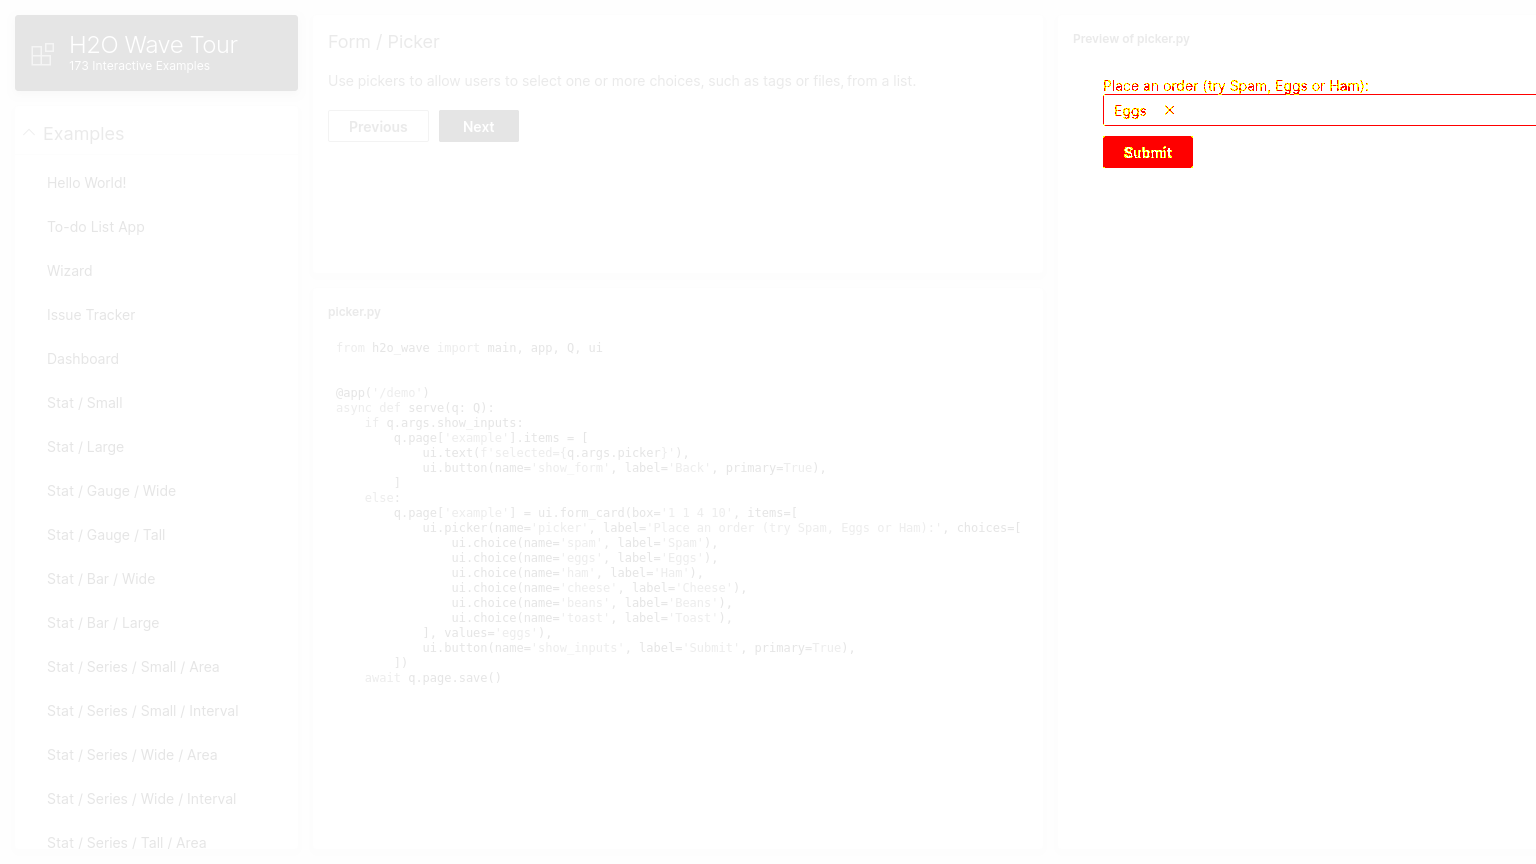 H2O Wave Tour
173 Interactive Examples
Examples
Hello World!
To-do List App
Wizard
Issue Tracker
Dashboard
Stat / Small
Stat / Large
Stat / Gauge / Wide
Stat / Gauge / Tall
Stat / Bar / Wide
Stat / Bar / Large
Stat / Series / Small / Area
Stat / Series / Small / Interval
Stat / Series / Wide / Area
Stat / Series / Wide / Interval
Stat / Series / Tall / Area
Form / Picker
Use pickers to allow users to select one or more choices, such as tags or files, from a list.
Previous Next
picker.py
from h2o_wave import main, app, Q, ui
@app('/demo')
async def serve(q: Q):
    if q.args.show_inputs:
        q.page['example'].items = [
            ui.text(f'selected={q.args.picker}'),
            ui.button(name='show_form', label='Back', primary=True),
        ]
    else:
        q.page['example'] = ui.form_card(box='1 1 4 10', items=[
            ui.picker(name='picker', label='Place an order (try Spam, Eggs or Ham):', choices=[
                ui.choice(name='spam', label='Spam'),
                ui.choice(name='eggs', label='Eggs'),
                ui.choice(name='ham', label='Ham'),
                ui.choice(name='cheese', label='Cheese'),
                ui.choice(name='beans', label='Beans'),
                ui.choice(name='toast', label='Toast'),
            ], values='eggs'),
            ui.button(name='show_inputs', label='Submit', primary=True),
        ])
    await q.page.save()
Preview of picker.py
Place an order (try Spam, Eggs or Ham):
Eggs
Submit